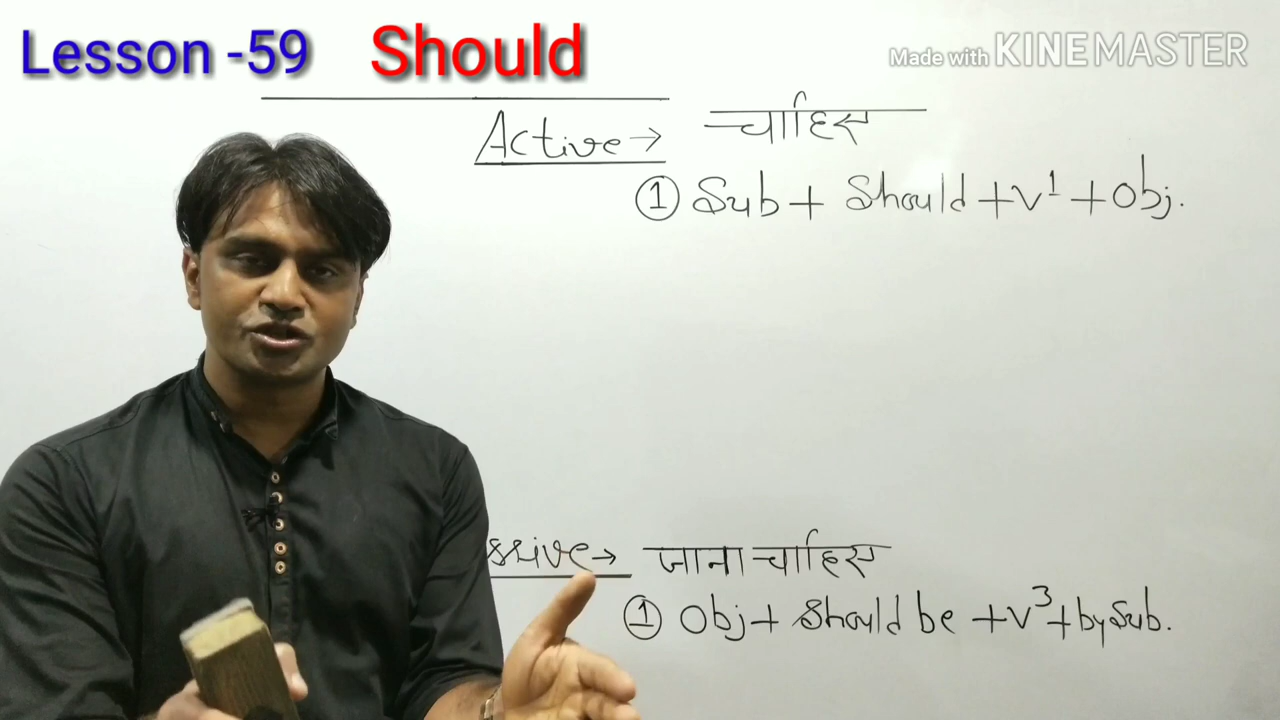 Lesson -59 Should
Made with KINEMASTER
Active → चाहिए
① Sub + Should + V¹ + Obj.
ssive → जाना चाहिए
① Obj + Should be + V³ + by Sub.